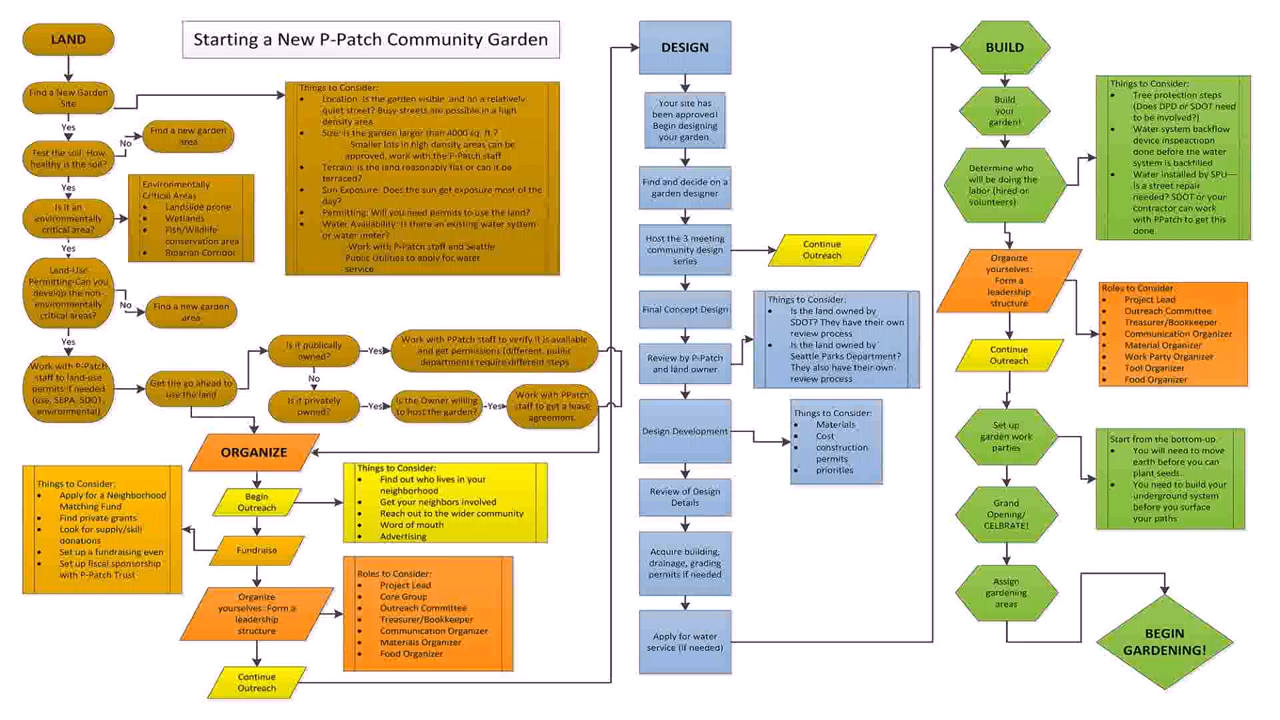 Starting a New P-Patch Community Garden
LAND
Find a New Garden
Site
Yes
Test the soil: How
healthy is the soil?
No
Find a new garden
area
Yes
Is it an
environmentally
critical area?
Environmentally
Critical Areas
• Landslide prone
• Wetlands
• Fish/Wildlife
conservation area
• Riparian Corridor
Yes
Land-Use
Permitting-Can you
develop the non-
environmentally
critical areas?
No
Find a new garden
area
Yes
Work with P-Patch
staff to land-use
permits if needed
(use, SEPA, SDOT,
environmental)
Get the go ahead to
use the land
Things to Consider:
• Location: Is the garden visible and on a relatively
quiet street? Busy streets are possible in a high
density area
• Size: Is the garden larger than 4000 sq. ft.?
Smaller lots in high density areas can be
approved, work with the P-Patch staff
• Terrain: Is the land reasonably flat or can it be
terraced?
• Sun Exposure: Does the sun get exposure most of the
day?
• Permitting: Will you need permits to use the land?
• Water Availability: Is there an existing water system
or water meter?
-Work with P-Patch staff and Seattle
Public Utilities to apply for water
service
Is it publically
owned?
Yes
Work with PPatch staff to verify it is available
and get permissions (different, public
departments require different steps
No
Is it privately
owned?
Yes
Is the Owner willing
to host the garden?
Yes
Work with PPatch
staff to get a lease
agreement.
ORGANIZE
Begin
Outreach
Things to Consider:
• Find out who lives in your
neighborhood
• Get your neighbors involved
• Reach out to the wider community
• Word of mouth
• Advertising
Fundraise
Things to Consider:
• Apply for a Neighborhood
Matching Fund
• Find private grants
• Look for supply/skill
donations
• Set up a fundraising even
• Set up fiscal sponsorship
with P-Patch Trust
Organize
yourselves: Form a
leadership
structure
Roles to Consider:
• Project Lead
• Core Group
• Outreach Committee
• Treasurer/Bookkeeper
• Communication Organizer
• Materials Organizer
• Food Organizer
Continue
Outreach
DESIGN
Your site has
been approved!
Begin designing
your garden.
Find and decide on a
garden designer
Host the 3 meeting
community design
series
Continue
Outreach
Final Concept Design
Review by P-Patch
and land owner
Things to Consider:
• Is the land owned by
SDOT? They have their own
review process
• Is the land owned by
Seattle Parks Department?
They also have their own
review process
Design Development
Things to Consider:
• Materials
• Cost
• construction
permits
• priorities
Review of Design
Details
Acquire building,
drainage, grading
permits if needed
Apply for water
service (if needed)
BUILD
Build
your
garden!
Determine who
will be doing the
labor (hired or
volunteers)
Things to Consider:
• Tree protection steps
(Does DPD or SDOT need
to be involved?)
• Water system backflow
device inspeactiopn
done before the water
system is backfilled
• Water Installed by SPU—
Is a street repair
needed? SDOT or your
contractor can work
with PPatch to get this
done.
Organize
yourselves: Form a
leadership
structure
Roles to Consider
• Project Lead
• Outreach Committee
• Treasurer/Bookkeeper
• Communication Organizer
• Material Organizer
• Work Party Organizer
• Tool Organizer
• Food Organizer
Continue
Outreach
Set up
garden work
parties
Start from the bottom-up.
• You will need to move
earth before you can
plant seeds.
• You need to build your
underground system
before you surface
your paths
Grand
Opening/
CELBRATE!
Assign
gardening
areas
BEGIN
GARDENING!